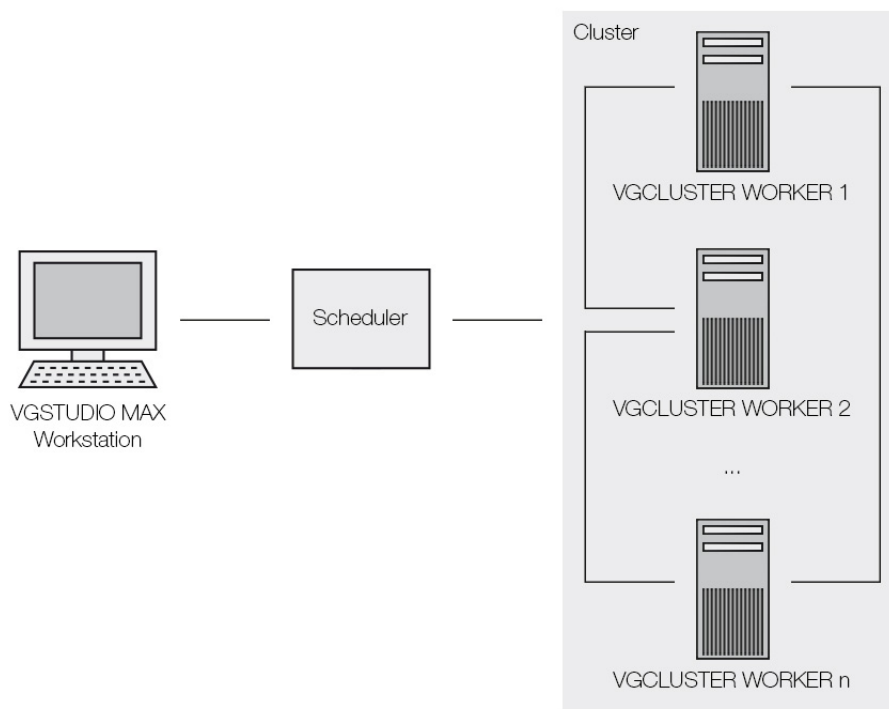 Cluster
VGCLUSTER WORKER 1
VGSTUDIO MAX
Workstation
Scheduler
VGCLUSTER WORKER 2
...
VGCLUSTER WORKER n